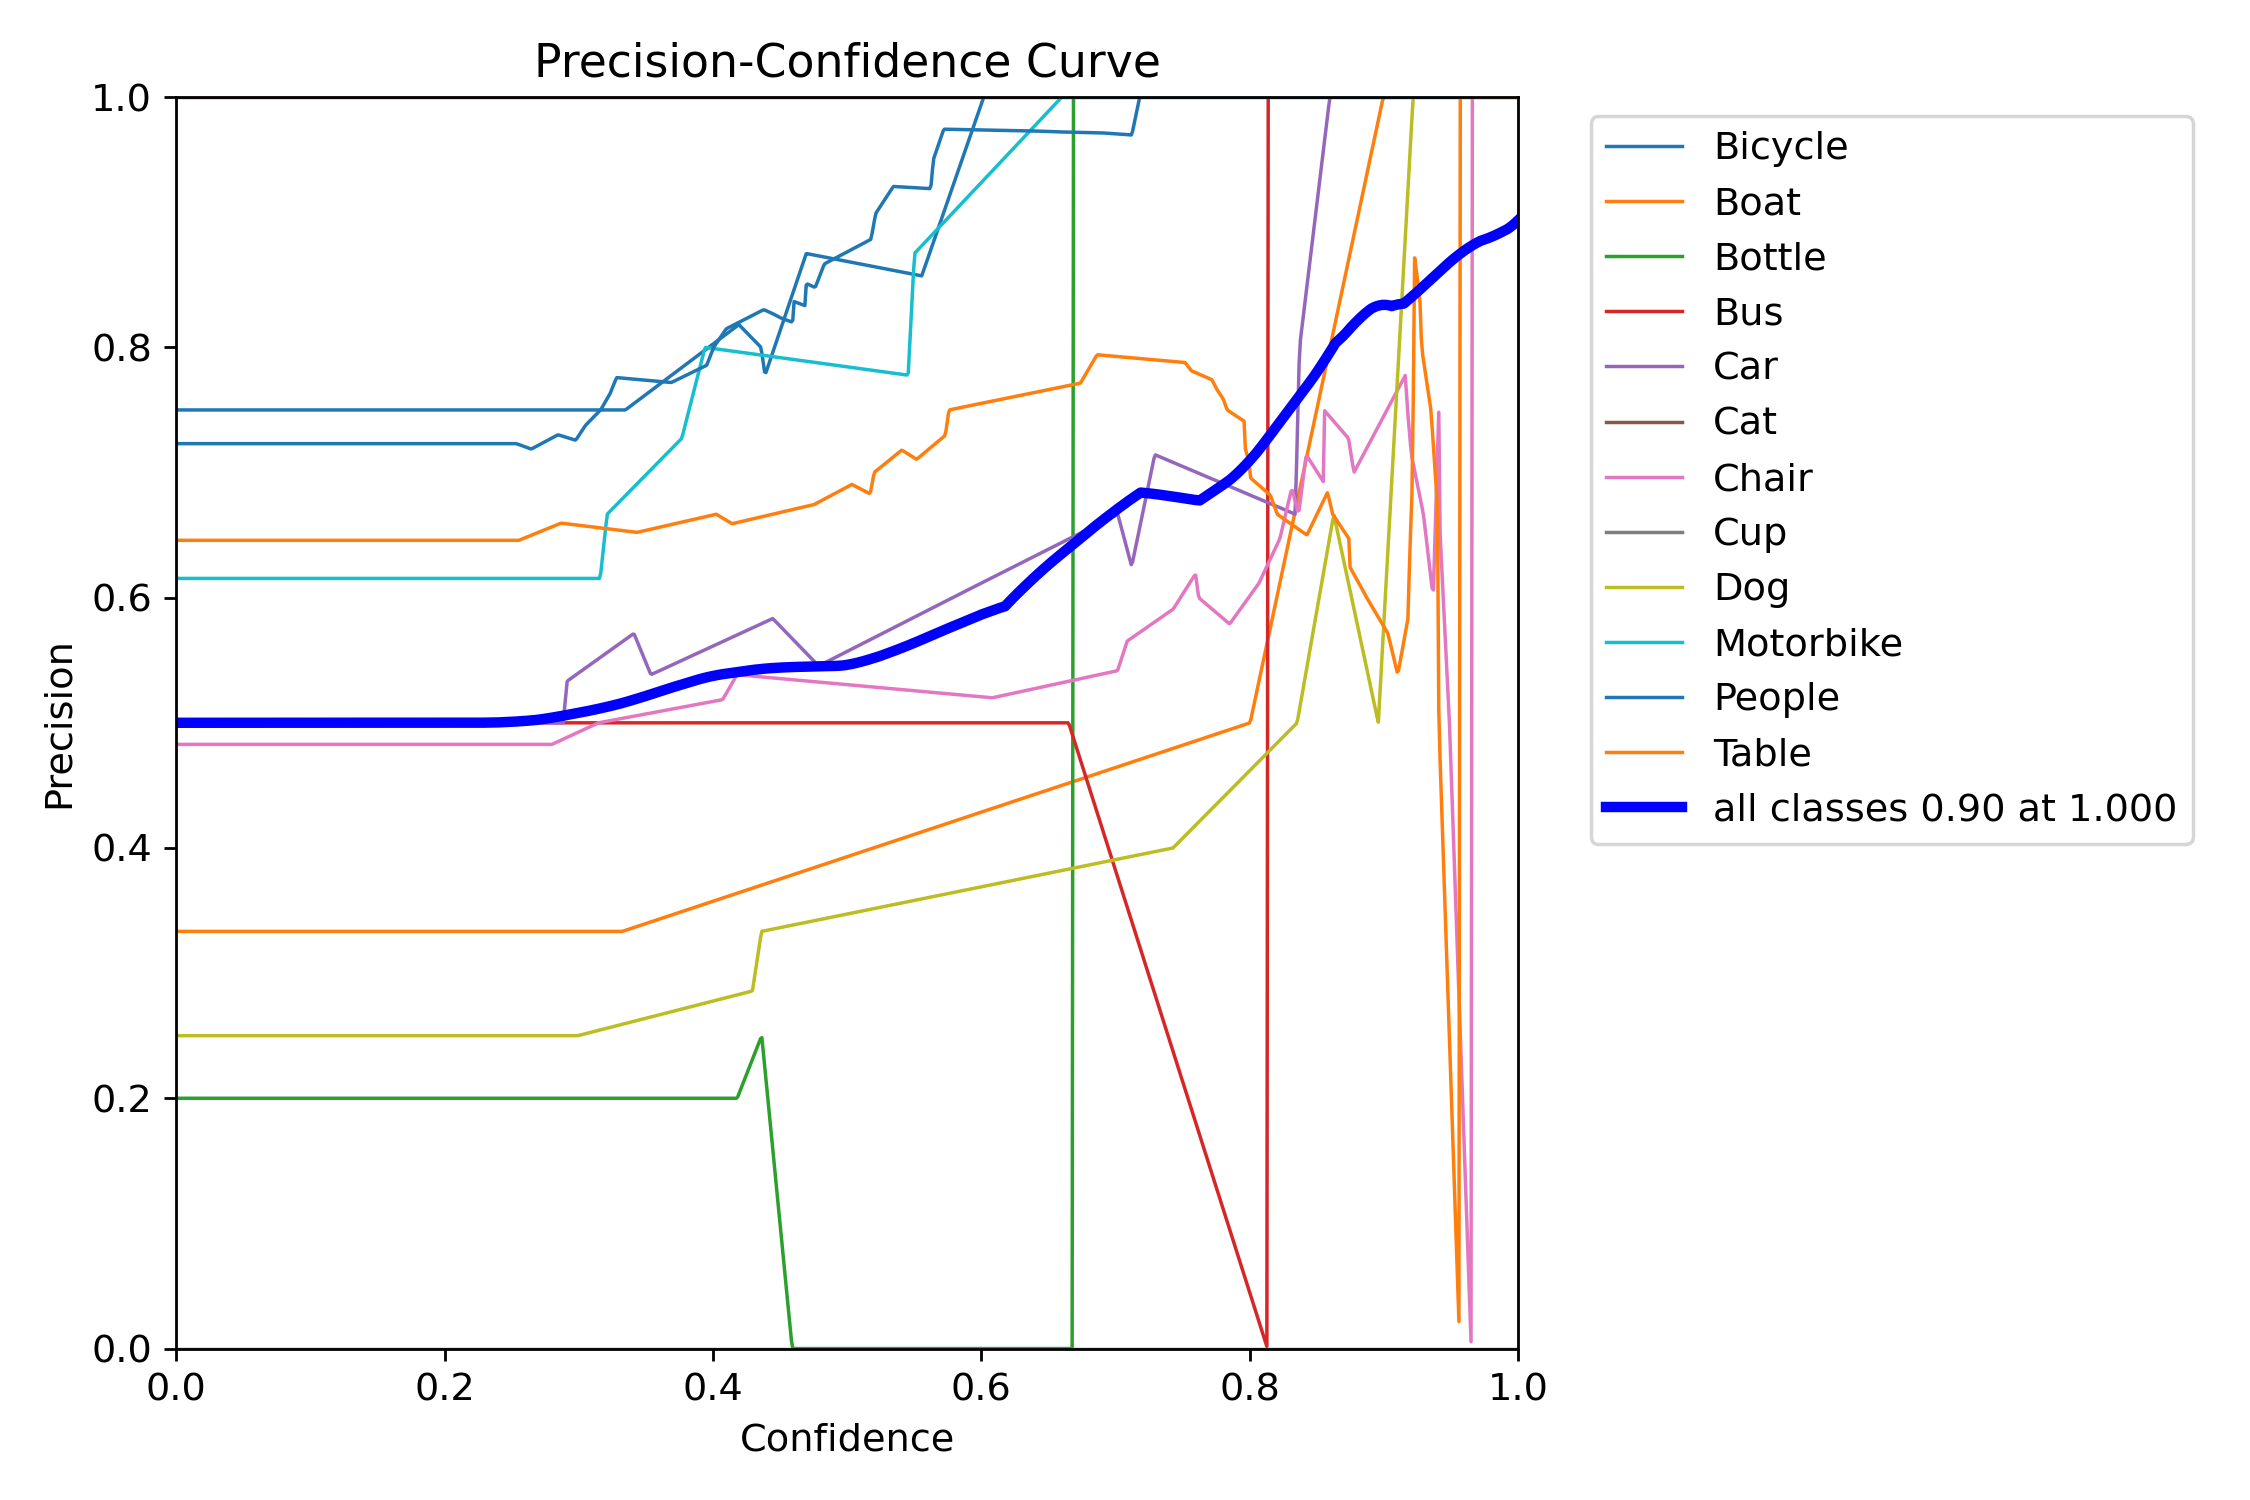 Precision-Confidence Curve
1.0
0.8
0.6
0.4
0.2
0.0
Precision
0.0 0.2 0.4 0.6 0.8 1.0
Confidence
Bicycle
Boat
Bottle
Bus
Car
Cat
Chair
Cup
Dog
Motorbike
People
Table
all classes 0.90 at 1.000